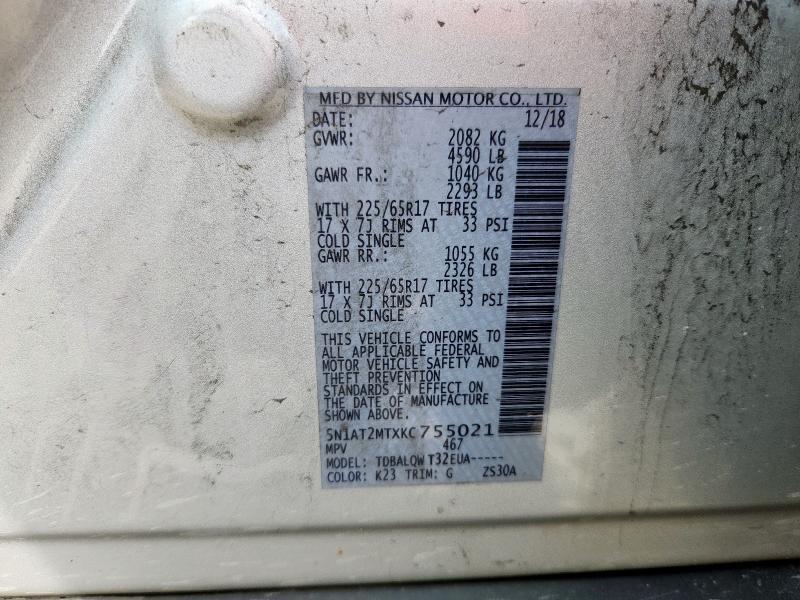 MFD BY NISSAN MOTOR CO., LTD.
DATE: 12/18
GVWR: 2082 KG
4590 LB
GAWR FR.: 1040 KG
2293 LB
WITH 225/65R17 TIRES
17 X 7J RIMS AT 33 PSI
COLD SINGLE
GAWR RR.: 1055 KG
2326 LB
WITH 225/65R17 TIRES
17 X 7J RIMS AT 33 PSI
COLD SINGLE
THIS VEHICLE CONFORMS TO
ALL APPLICABLE FEDERAL
MOTOR VEHICLE SAFETY AND
THEFT PREVENTION
STANDARDS IN EFFECT ON
THE DATE OF MANUFACTURE
SHOWN ABOVE.
5N1AT2MTXKC755021
MPV 467
MODEL: TDBALQW T32EUA-----
COLOR: K23 TRIM: G ZS30A